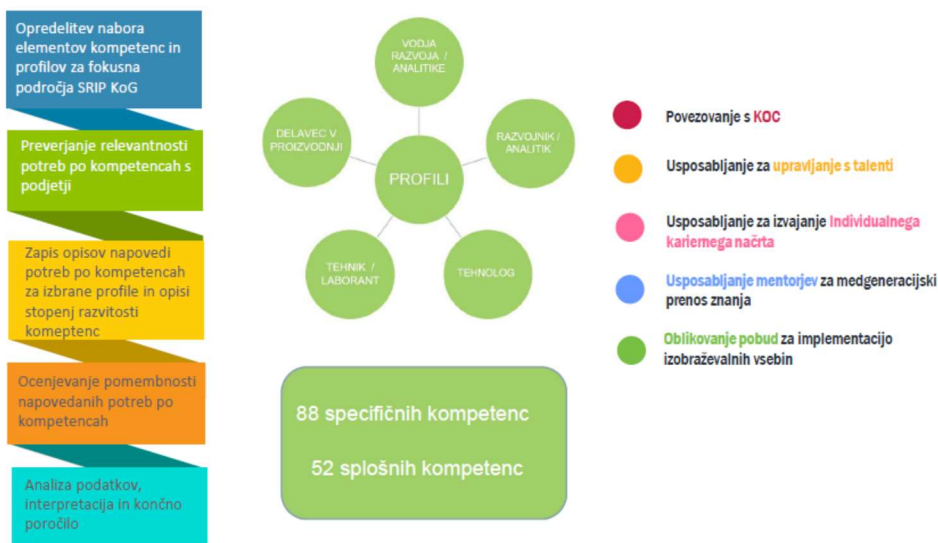 Opredelitev nabora
elementov kompetenc in
profilov za fokusna
področja SRIP KoG
Preverjanje relevantnosti
potreb po kompetencah s
podjetji
Zapis opisov napovedi
potreb po kompetencah
za izbrane profile in opisi
stopenj razvitosti
komeptenc
Ocenjevanje pomembnosti
napovedanih potreb po
kompetencah
Analiza podatkov,
interpretacija in končno
poročilo
VODJA
RAZVOJA /
ANALITIKE
DELAVEC V
PROIZVODNJI
RAZVOJNIK /
ANALITIK
PROFILI
TEHNIK /
LABORANT
TEHNOLOG
88 specifičnih kompetenc
52 splošnih kompetenc
Povezovanje s KOC
Usposabljanje za upravljanje s talenti
Usposabljanje za izvajanje Individualnega
kariernega načrta
Usposabljanje mentorjev za medgeneracijski
prenos znanja
Oblikovanje pobud za implementacijo
izobraževalnih vsebin